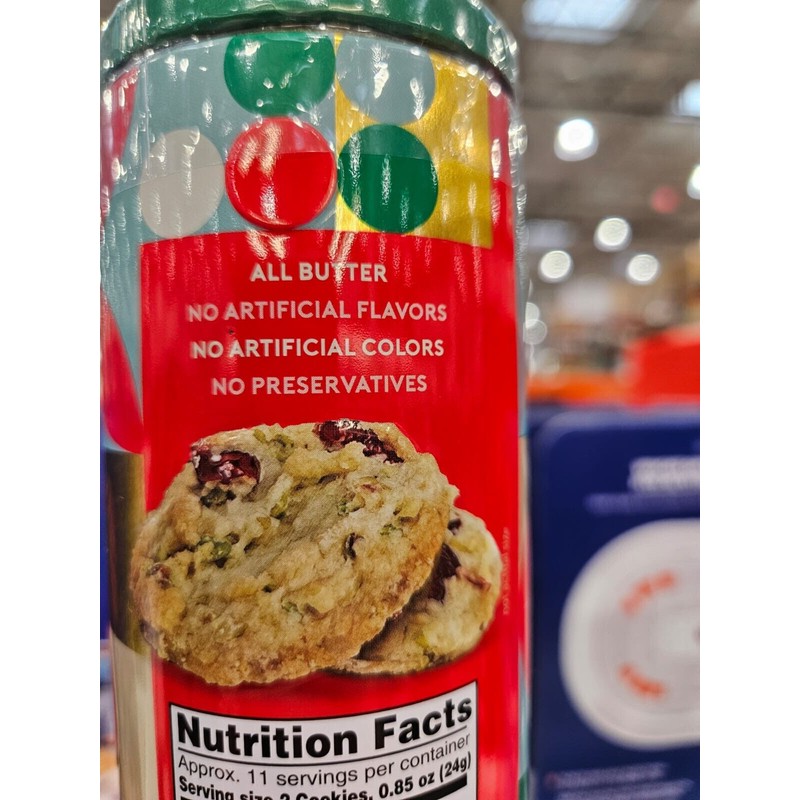 ALL BUTTER
NO ARTIFICIAL FLAVORS
NO ARTIFICIAL COLORS
NO PRESERVATIVES
Nutrition Facts
Approx. 11 servings per container
Serving size 2 Cookies, 0.85 oz (24g)